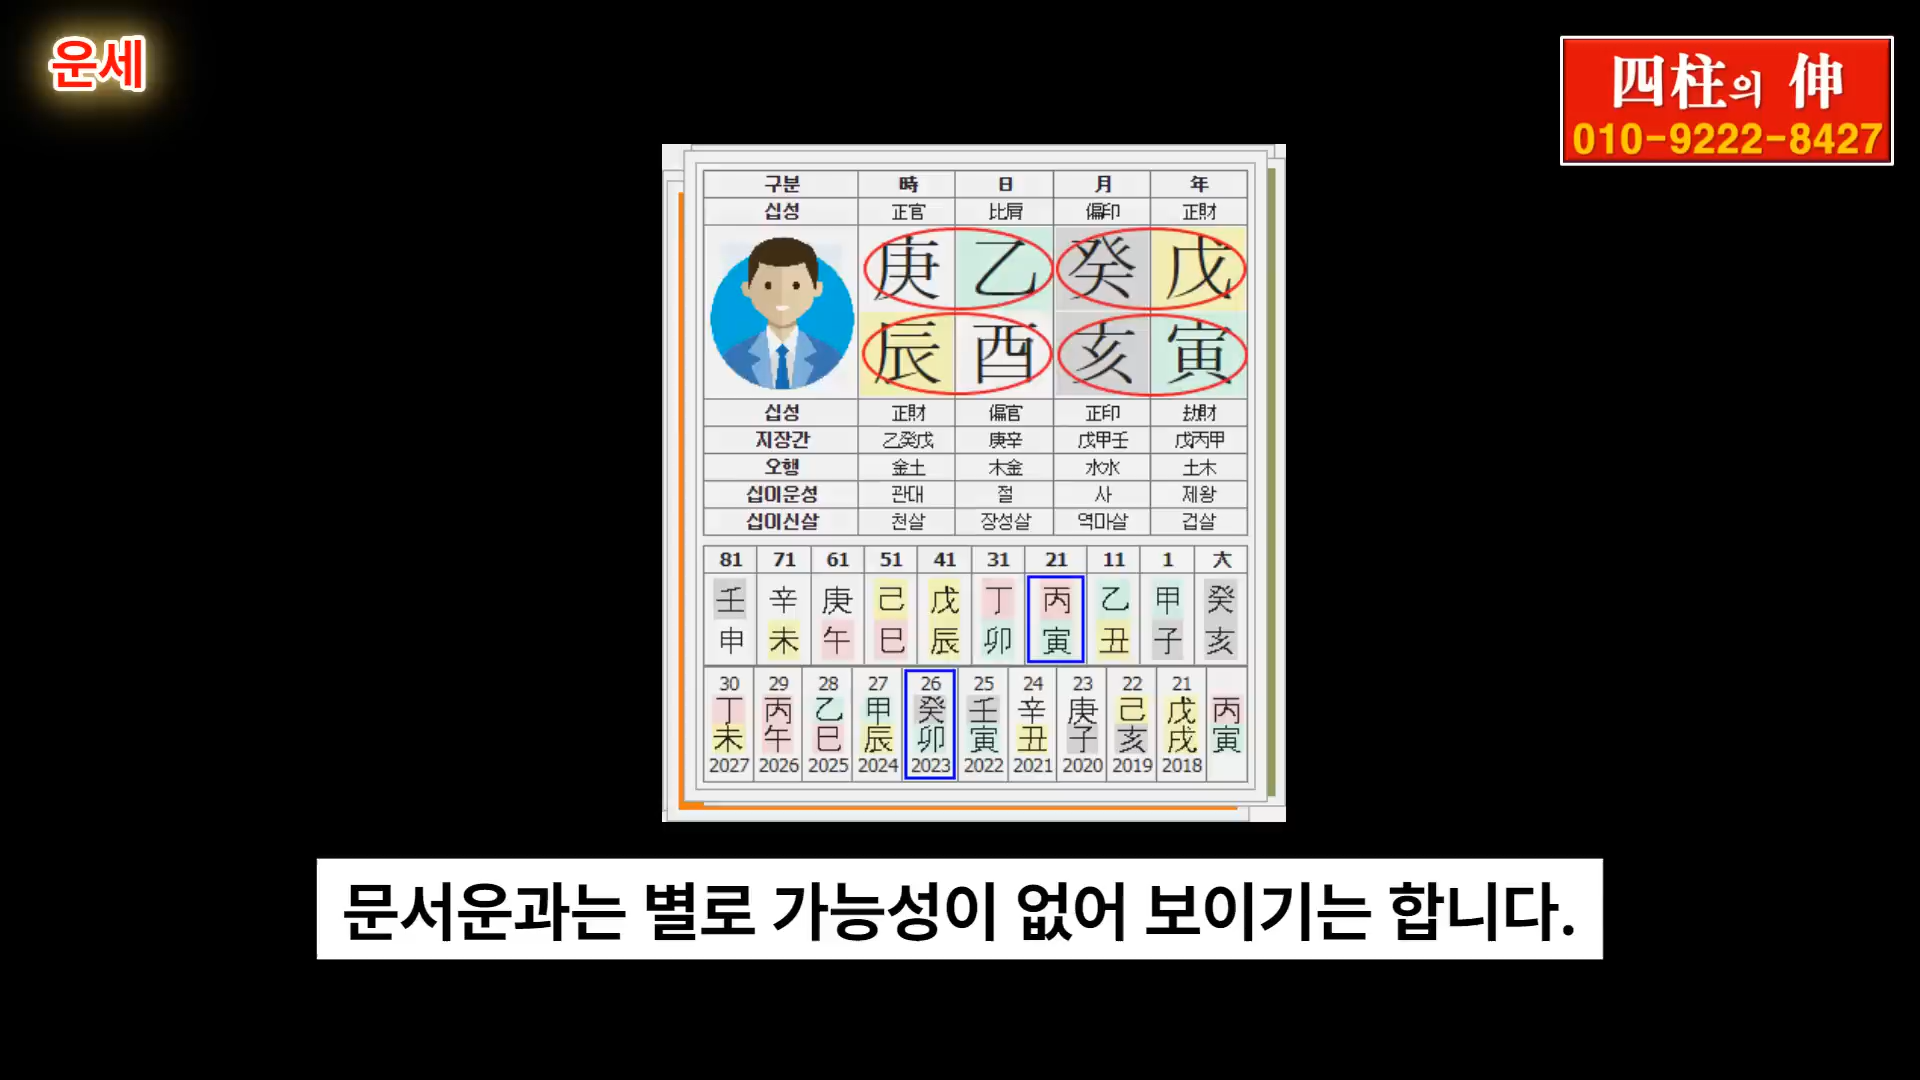 운세
四柱의 伸
010-9222-8427
구분 時 日 月 年
십성 正官 比肩 偏印 正財
庚 乙 癸 戊
辰 酉 亥 寅
십성 正財 偏官 正印 劫財
지장간 乙癸戊 庚辛 戊甲壬 戊丙甲
오행 金土 木金 水水 土木
십이운성 관대 절 사 제왕
십이신살 천살 장성살 역마살 겁살
81 71 61 51 41 31 21 11 1 大
壬 辛 庚 己 戊 丁 丙 乙 甲 癸
申 未 午 巳 辰 卯 寅 丑 子 亥
30 29 28 27 26 25 24 23 22 21
丁 丙 乙 甲 癸 壬 辛 庚 己 戊 丙
未 午 巳 辰 卯 寅 丑 子 亥 戌 寅
2027 2026 2025 2024 2023 2022 2021 2020 2019 2018
문서운과는 별로 가능성이 없어 보이기는 합니다.